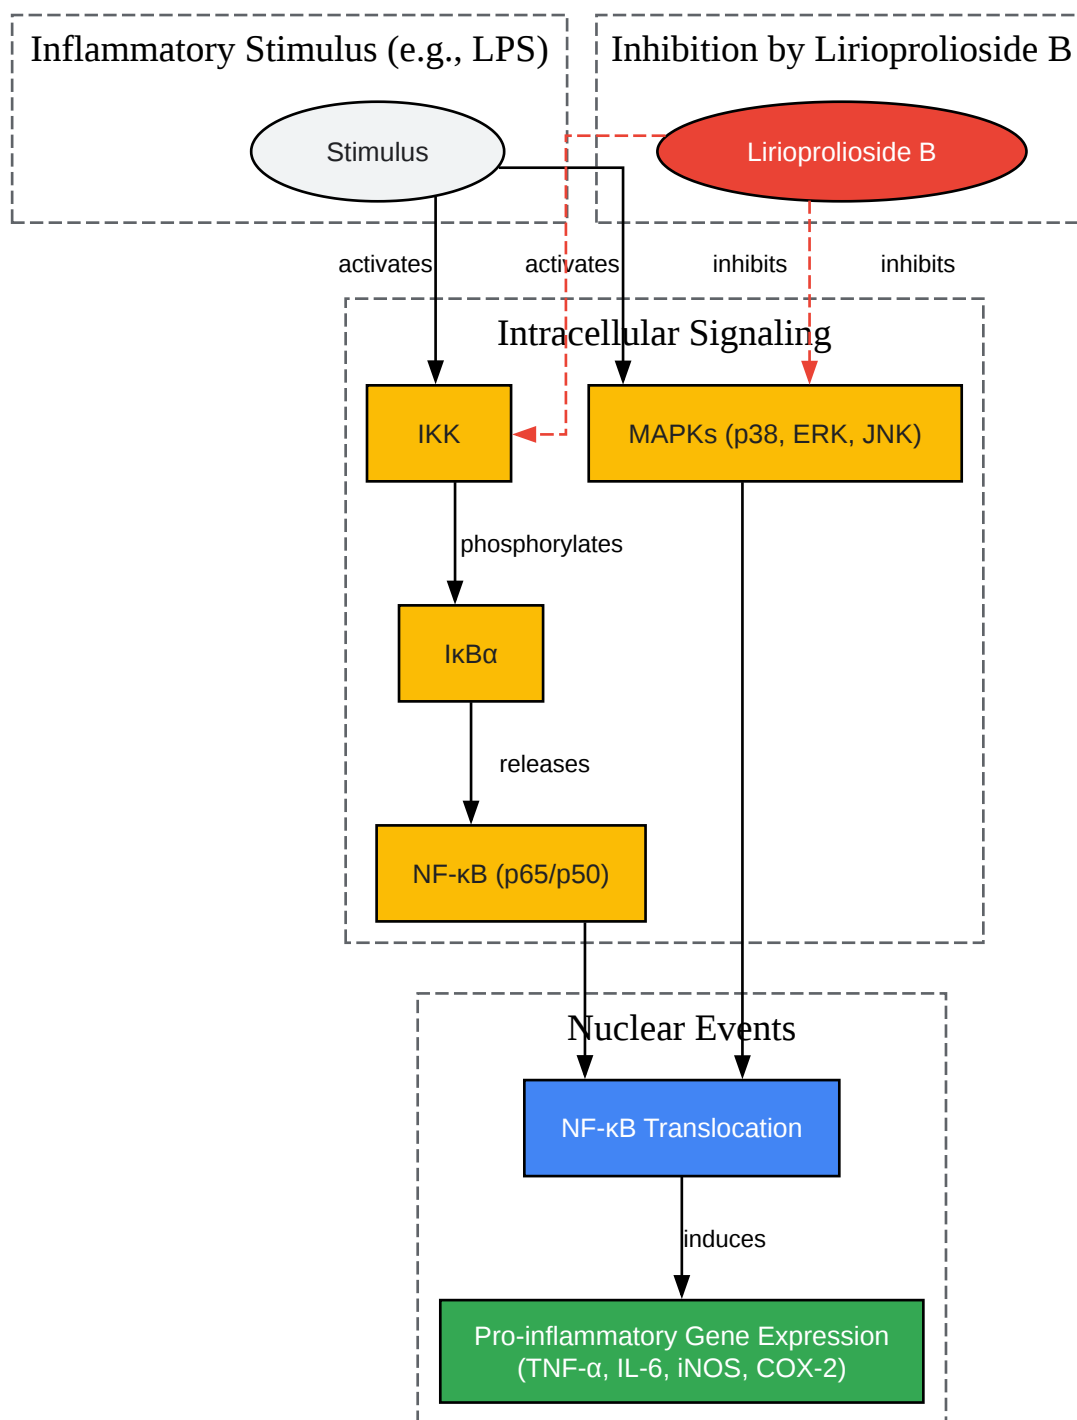 Inflammatory Stimulus (e.g., LPS)
Inhibition by Lirioprolioside B
Stimulus
Lirioprolioside B
activates
activates
inhibits
inhibits
Intracellular Signaling
IKK
MAPKs (p38, ERK, JNK)
phosphorylates
IκBα
releases
NF-κB (p65/p50)
Nuclear Events
NF-κB Translocation
induces
Pro-inflammatory Gene Expression
(TNF-α, IL-6, iNOS, COX-2)